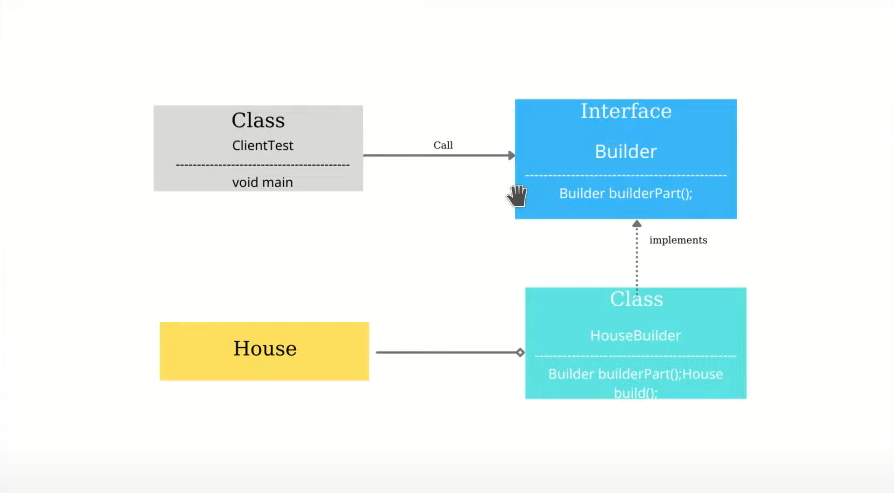 Class
ClientTest
void main
Call
Interface
Builder
Builder builderPart();
implements
House
Class
HouseBuilder
Builder builderPart();House
build();